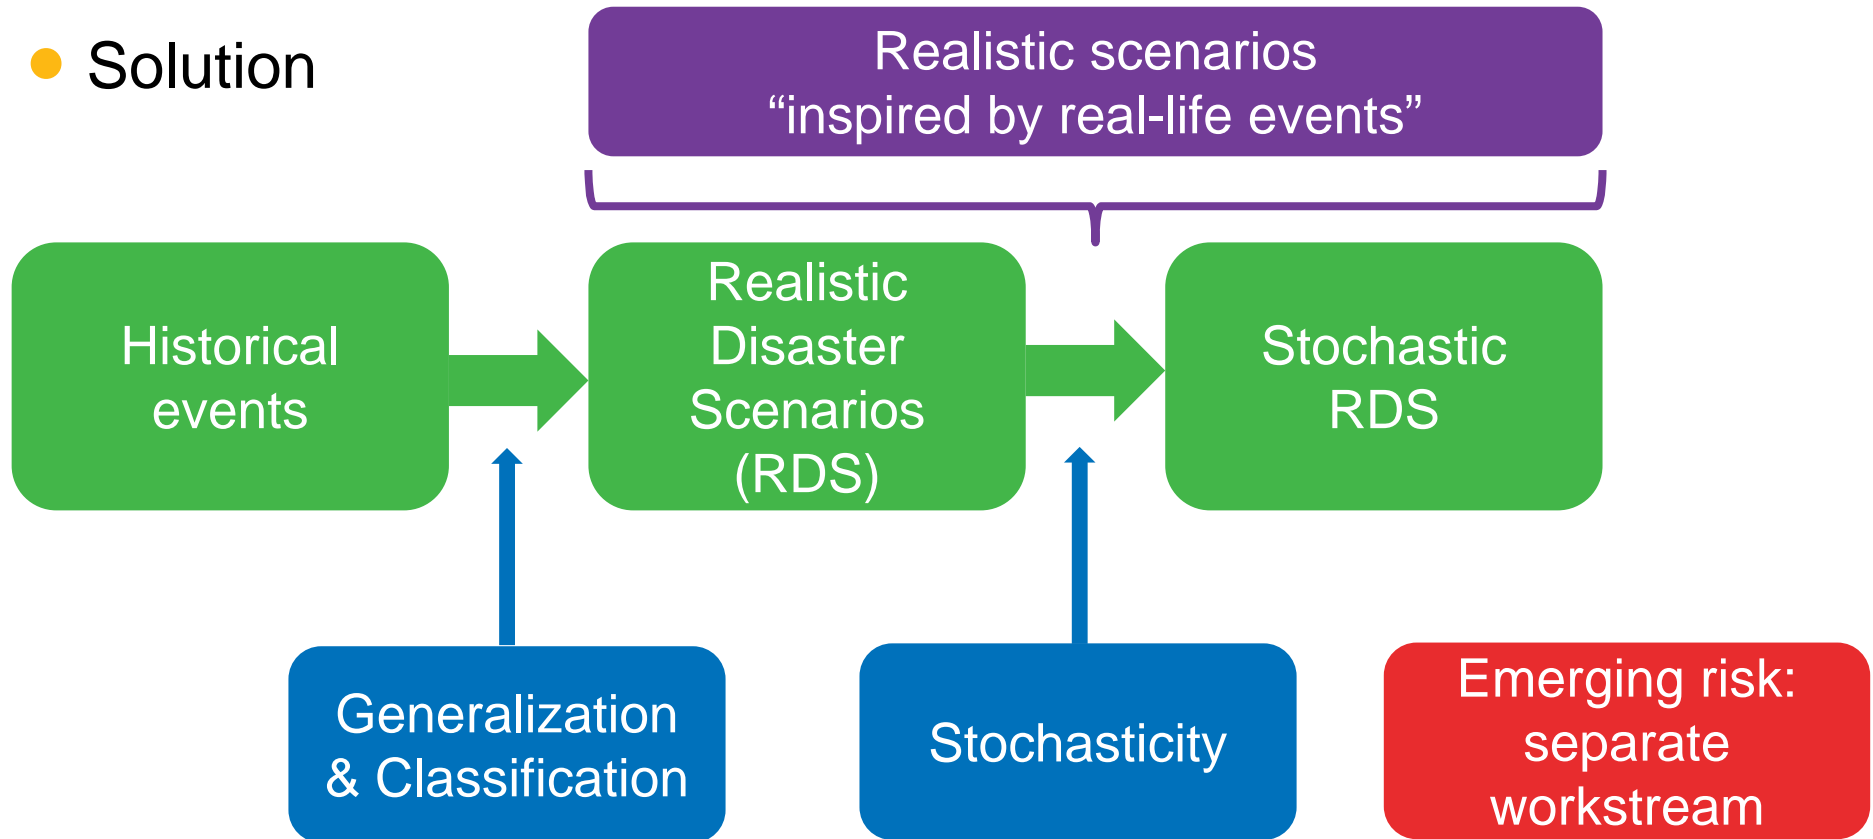 Solution
Realistic scenarios
“inspired by real-life events”
Historical
events
Realistic
Disaster
Scenarios
(RDS)
Stochastic
RDS
Generalization
& Classification
Stochasticity
Emerging risk:
separate
workstream